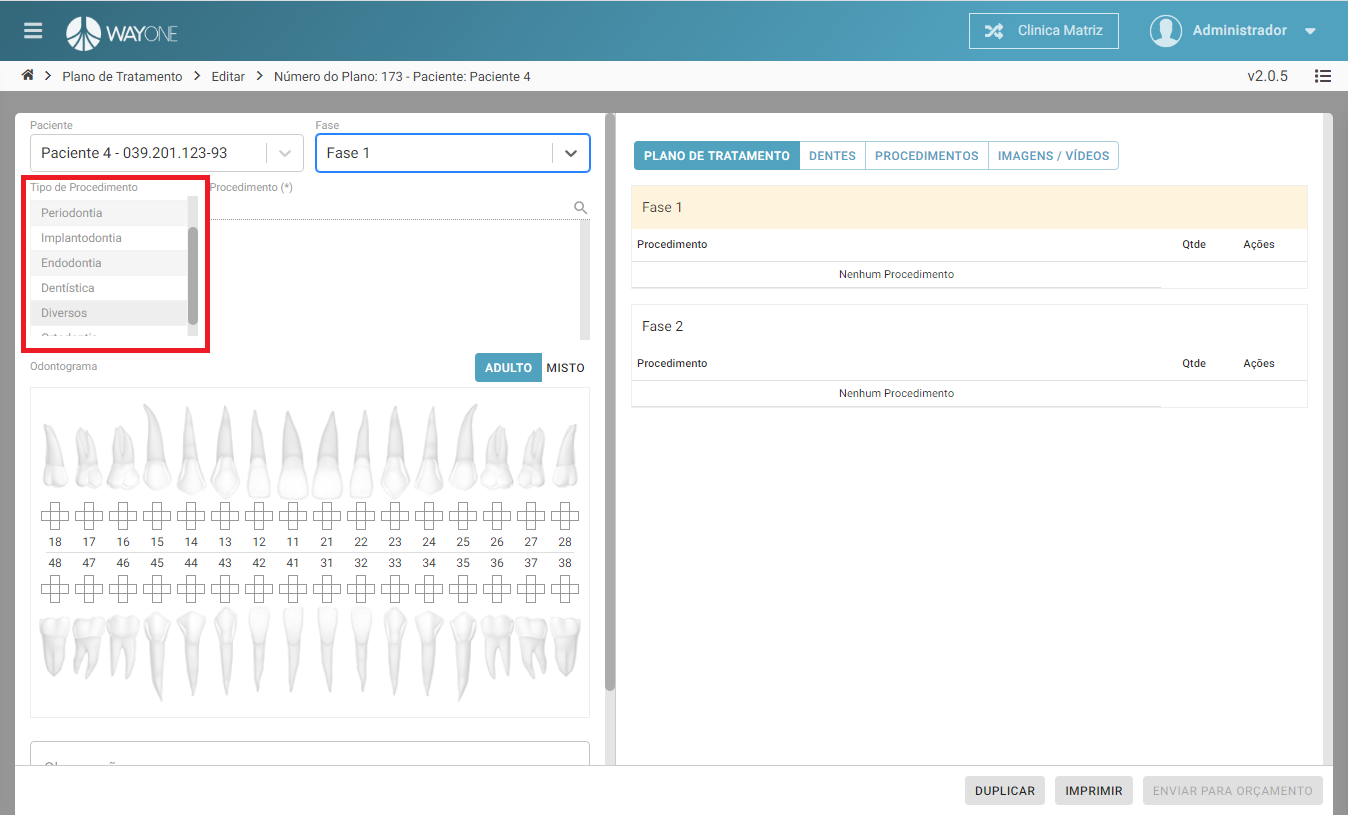 WAYONE
Clinica Matriz
Administrador
Plano de Tratamento > Editar > Número do Plano: 173 - Paciente: Paciente 4
v2.0.5
Paciente
Fase
Paciente 4 - 039.201.123-93
Fase 1
Tipo de Procedimento
Procedimento (*)
Periodontia
Implantodontia
Endodontia
Dentística
Diversos
Odontograma
ADULTO MISTO
18 17 16 15 14 13 12 11 21 22 23 24 25 26 27 28
48 47 46 45 44 43 42 41 31 32 33 34 35 36 37 38
PLANO DE TRATAMENTO DENTES PROCEDIMENTOS IMAGENS / VÍDEOS
Fase 1
Procedimento Qtde Ações
Nenhum Procedimento
Fase 2
Procedimento Qtde Ações
Nenhum Procedimento
DUPLICAR IMPRIMIR ENVIAR PARA ORÇAMENTO